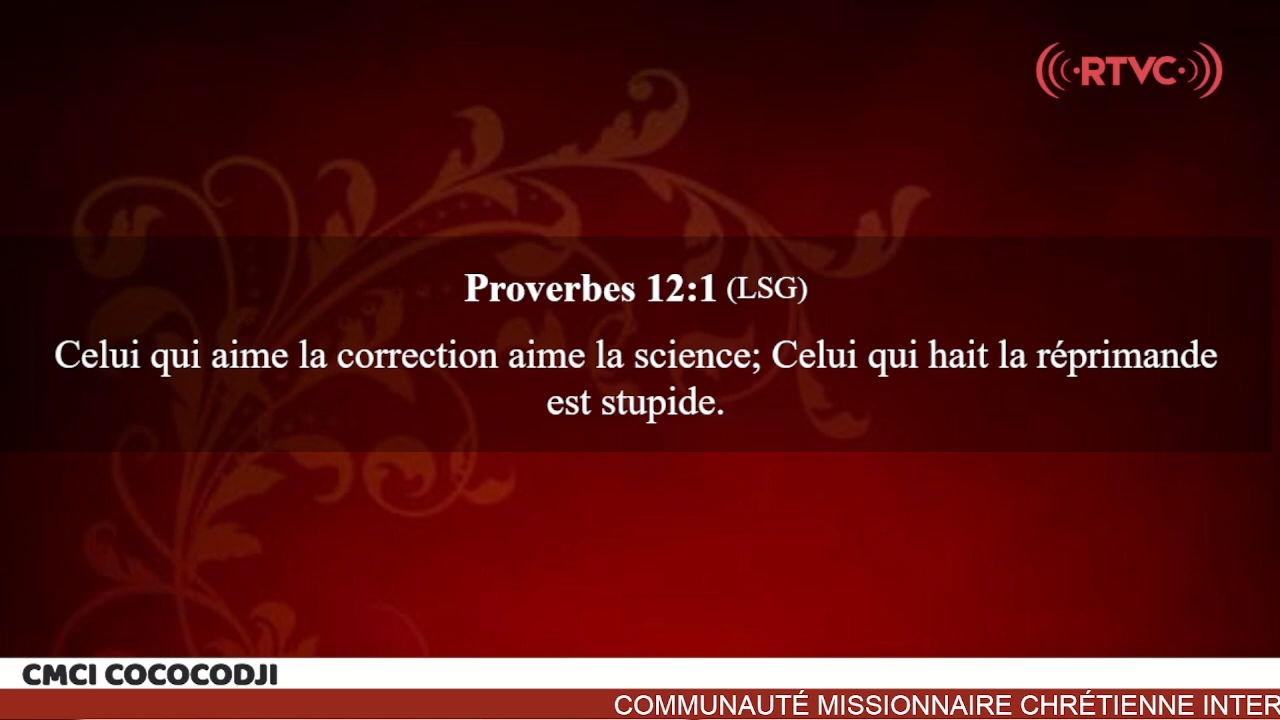 RTVC
Proverbes 12:1 (LSG)
Celui qui aime la correction aime la science; Celui qui hait la réprimande
est stupide.
CMCI COCOCODJI
COMMUNAUTÉ MISSIONNAIRE CHRÉTIENNE INTER